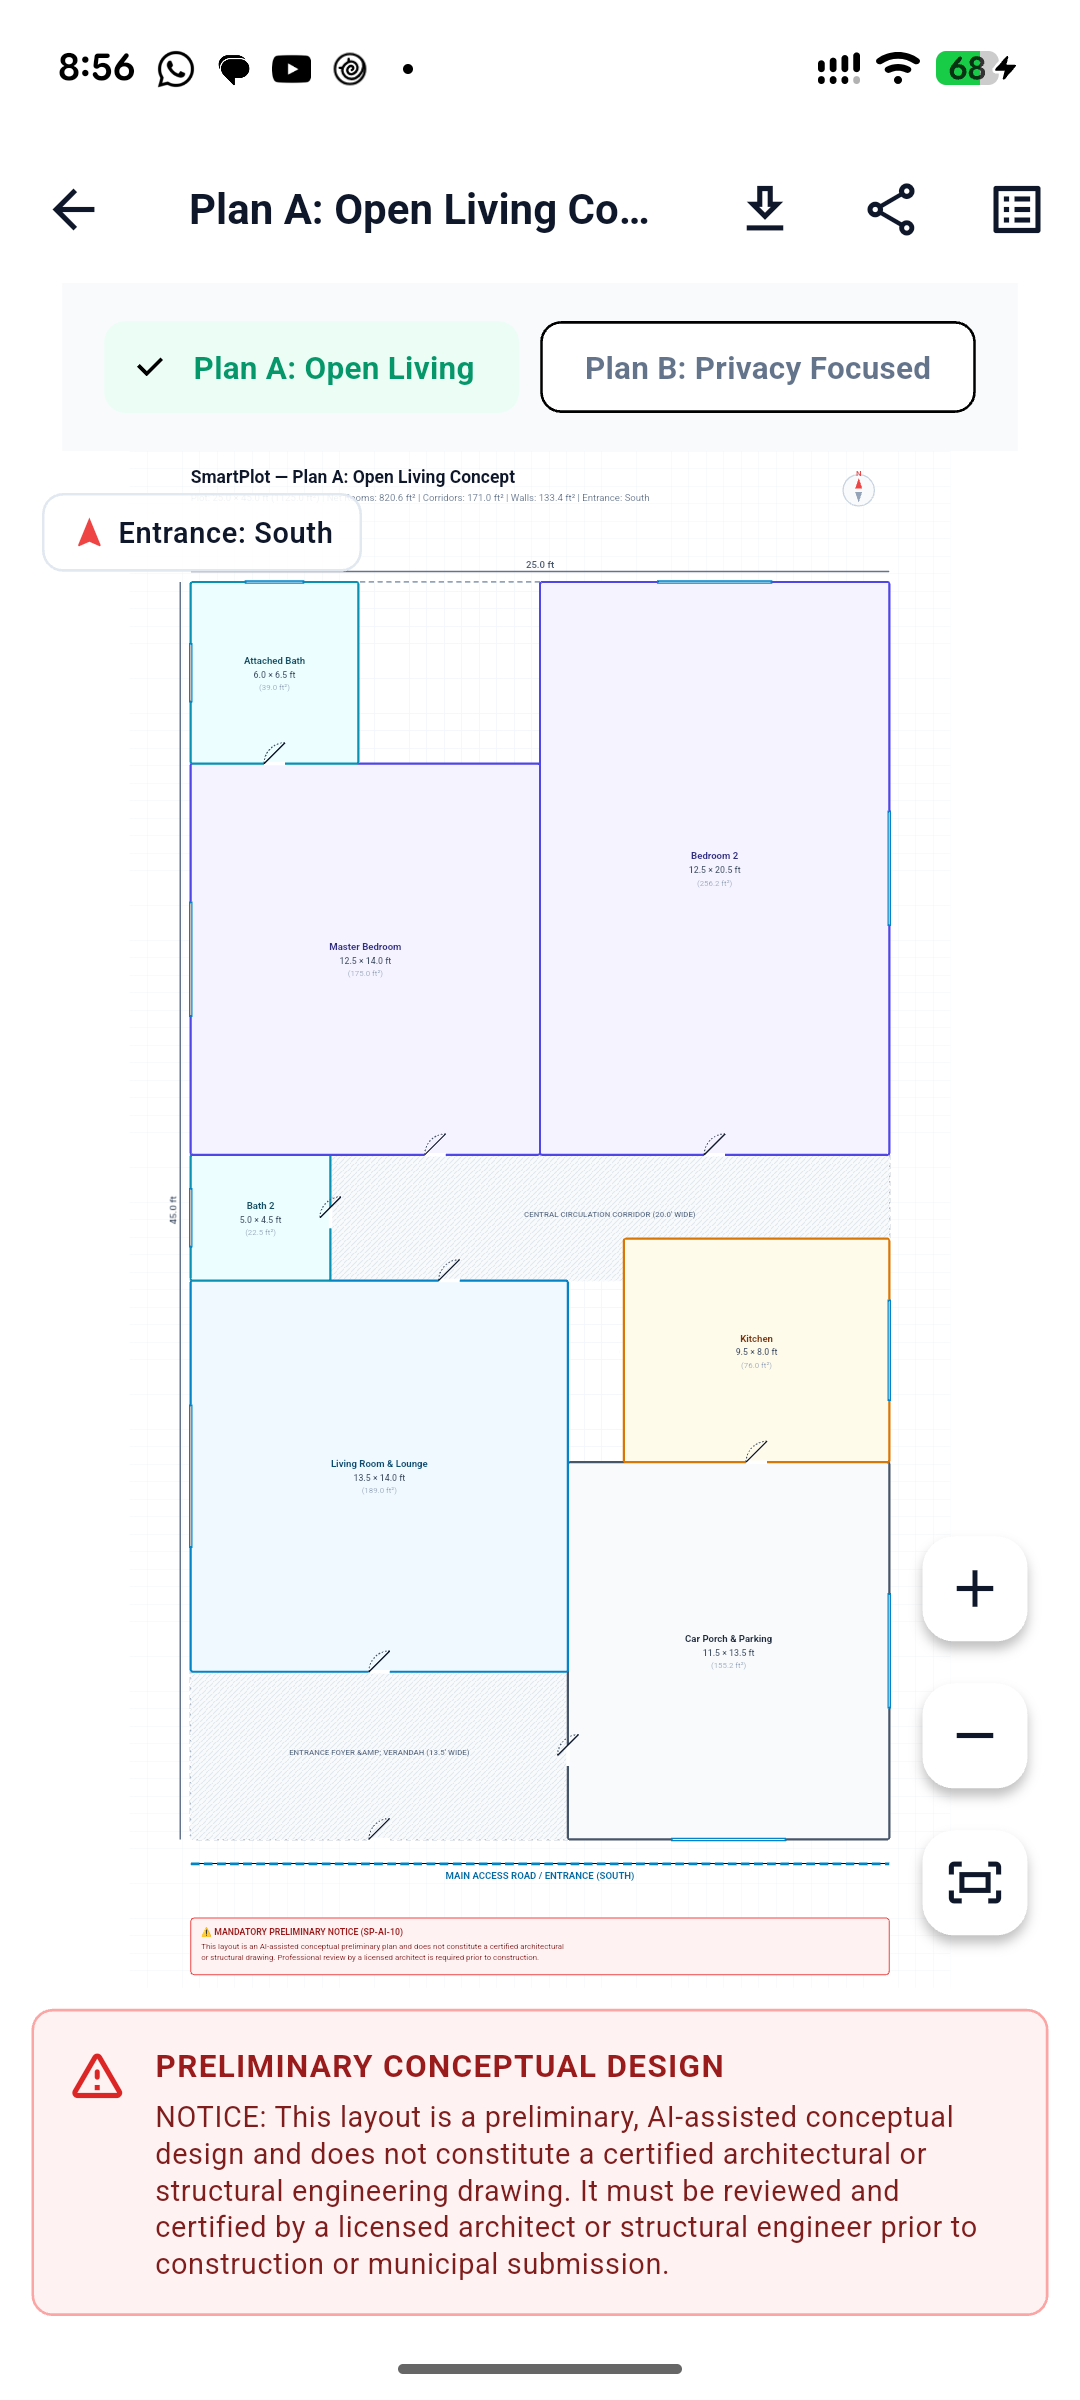 8:56
68
Plan A: Open Living Co...
Plan A: Open Living
Plan B: Privacy Focused
SmartPlot — Plan A: Open Living Concept
ooms: 820.6 ft² | Corridors: 171.0 ft² | Walls: 133.4 ft² | Entrance: South
N
Entrance: South
25.0 ft
Attached Bath
6.0 × 6.5 ft
(39.0 ft²)
Bedroom 2
12.5 × 20.5 ft
(256.2 ft²)
Master Bedroom
12.5 × 14.0 ft
(175.0 ft²)
45.0 ft
Bath 2
5.0 × 4.5 ft
(22.5 ft²)
CENTRAL CIRCULATION CORRIDOR (20.0' WIDE)
Kitchen
9.5 × 8.0 ft
(76.0 ft²)
Living Room & Lounge
13.5 × 14.0 ft
(189.0 ft²)
Car Porch & Parking
11.5 × 13.5 ft
(155.2 ft²)
ENTRANCE FOYER &AMP; VERANDAH (13.5' WIDE)
MAIN ACCESS ROAD / ENTRANCE (SOUTH)
⚠️ MANDATORY PRELIMINARY NOTICE (SP-AI-10)
This layout is an AI-assisted conceptual preliminary plan and does not constitute a certified architectural
or structural drawing. Professional review by a licensed architect is required prior to construction.
PRELIMINARY CONCEPTUAL DESIGN
NOTICE: This layout is a preliminary, AI-assisted conceptual
design and does not constitute a certified architectural or
structural engineering drawing. It must be reviewed and
certified by a licensed architect or structural engineer prior to
construction or municipal submission.